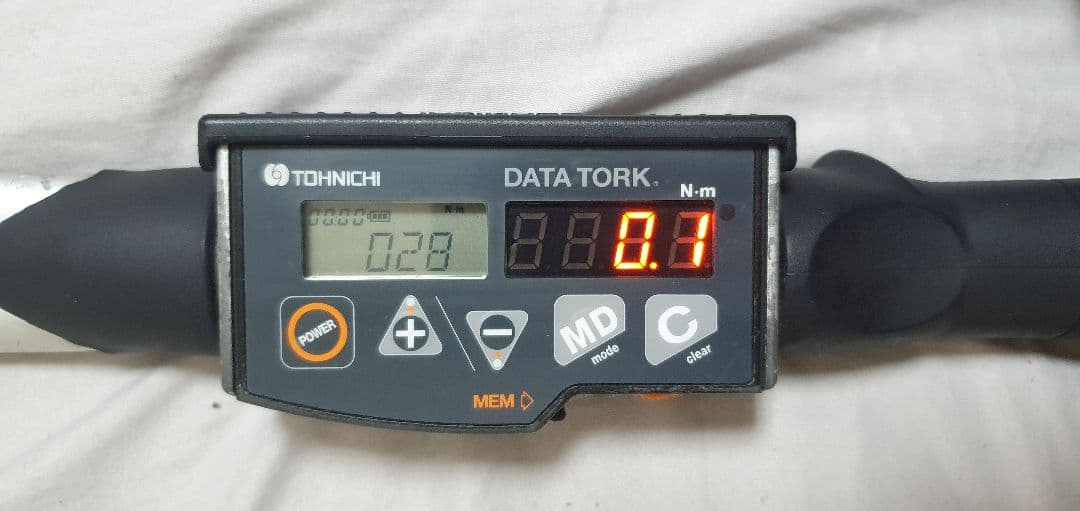 TOHNICHI
DATA TORK
N·m
00.00 N·m
028
0.1
POWER
+
−
MD
mode
C
clear
MEM